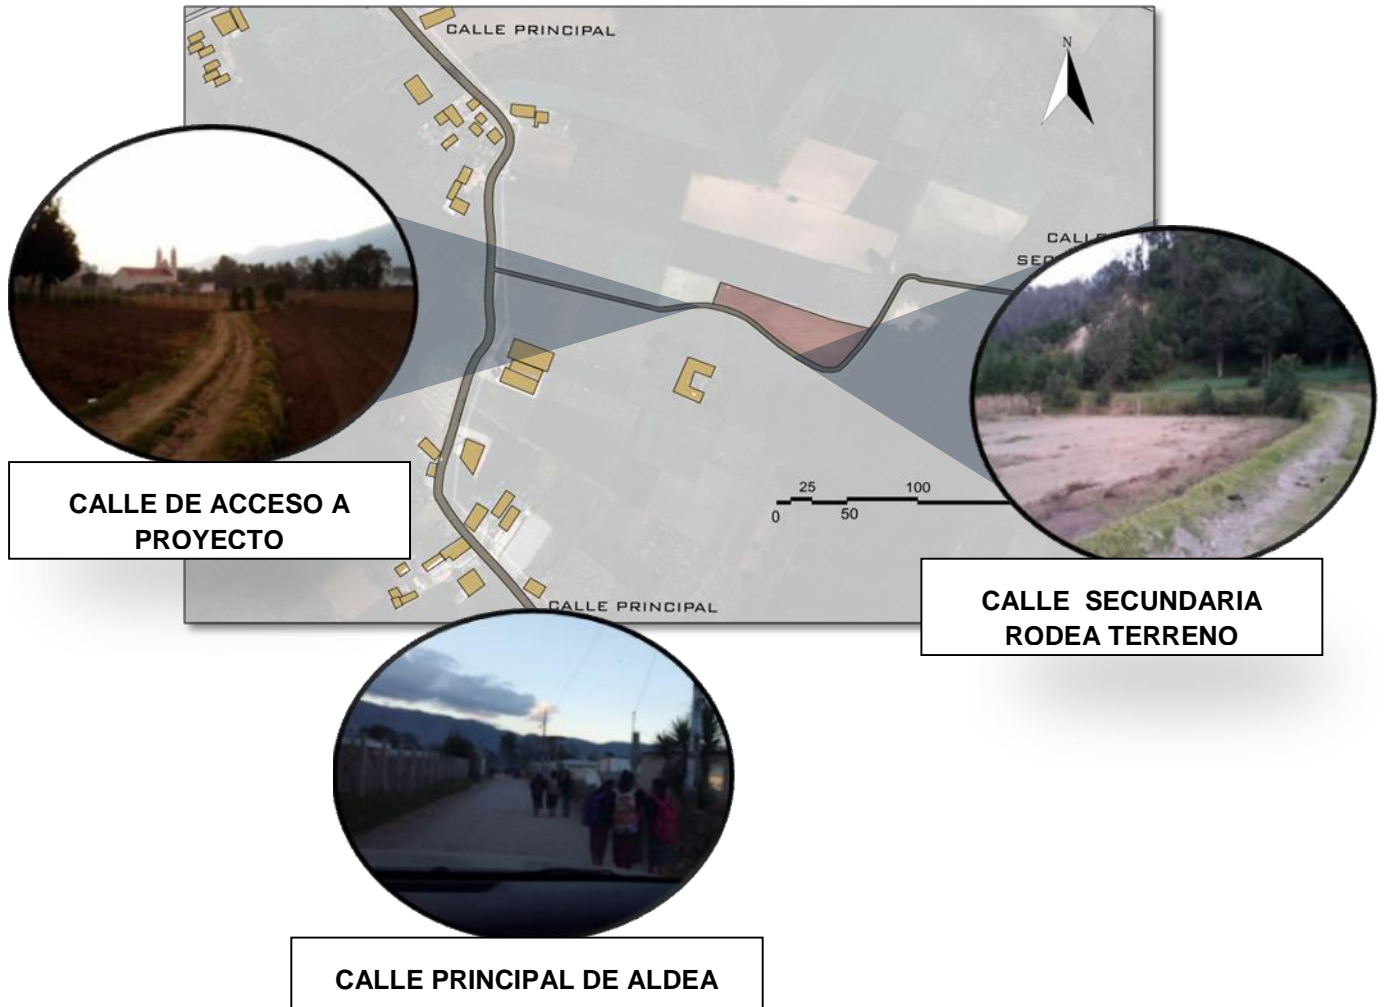 CALLE PRINCIPAL
N
CALLE DE ACCESO A
PROYECTO
25
100
0
50
CALLE PRINCIPAL
CALLE SECUNDARIA
RODEA TERRENO
CALLE PRINCIPAL DE ALDEA